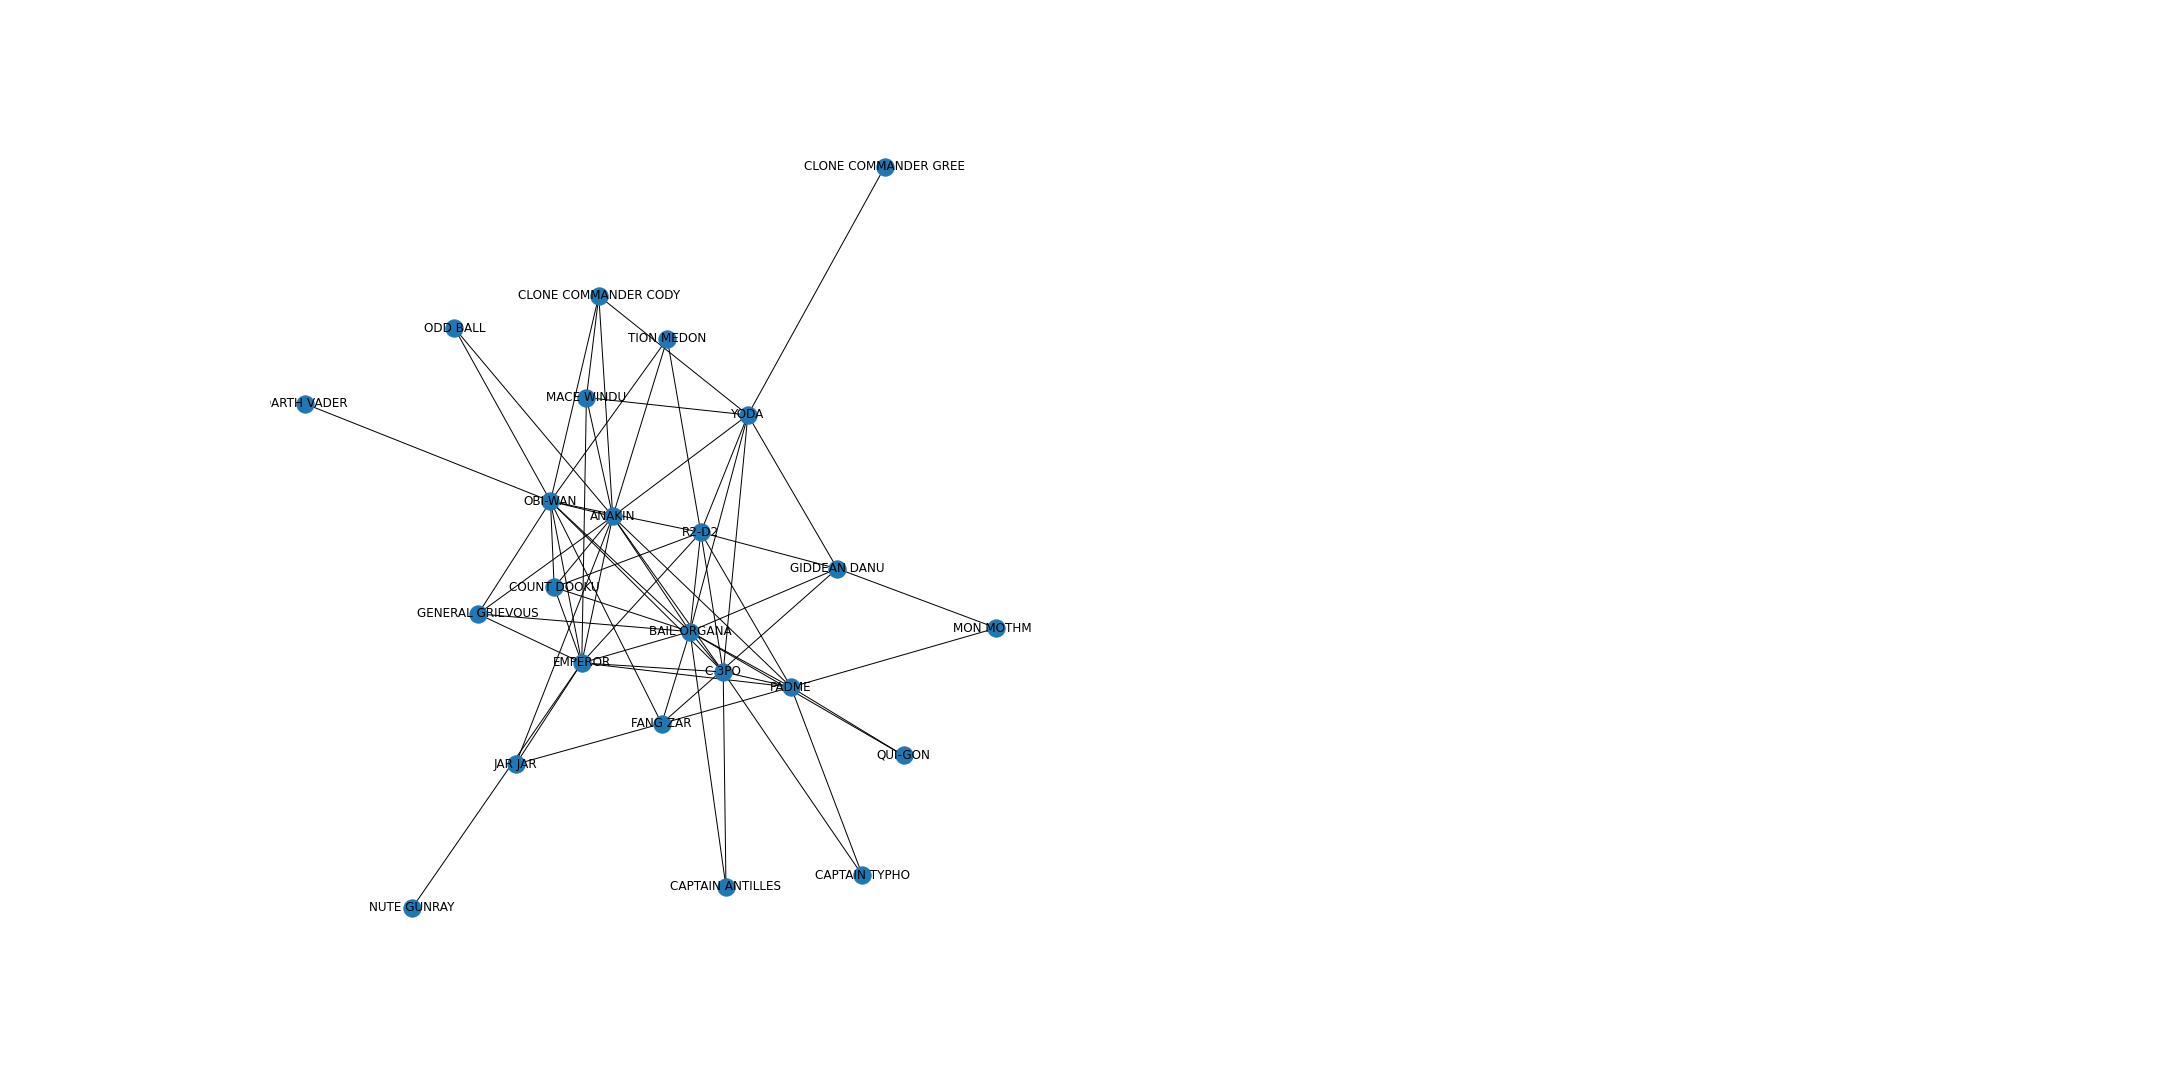 CLONE COMMANDER GREE
CLONE COMMANDER CODY
ODD BALL
TION MEDON
MACE WINDU
ARTH VADER
YODA
OBI-WAN
ANAKIN
R2-D2
GIDDEAN DANU
COUNT DOOKU
GENERAL GRIEVOUS
BAIL ORGANA
MON MOTHM
EMPEROR
C-3PO
PADME
FANG ZAR
QUI-GON
JAR JAR
CAPTAIN TYPHO
CAPTAIN ANTILLES
NUTE GUNRAY